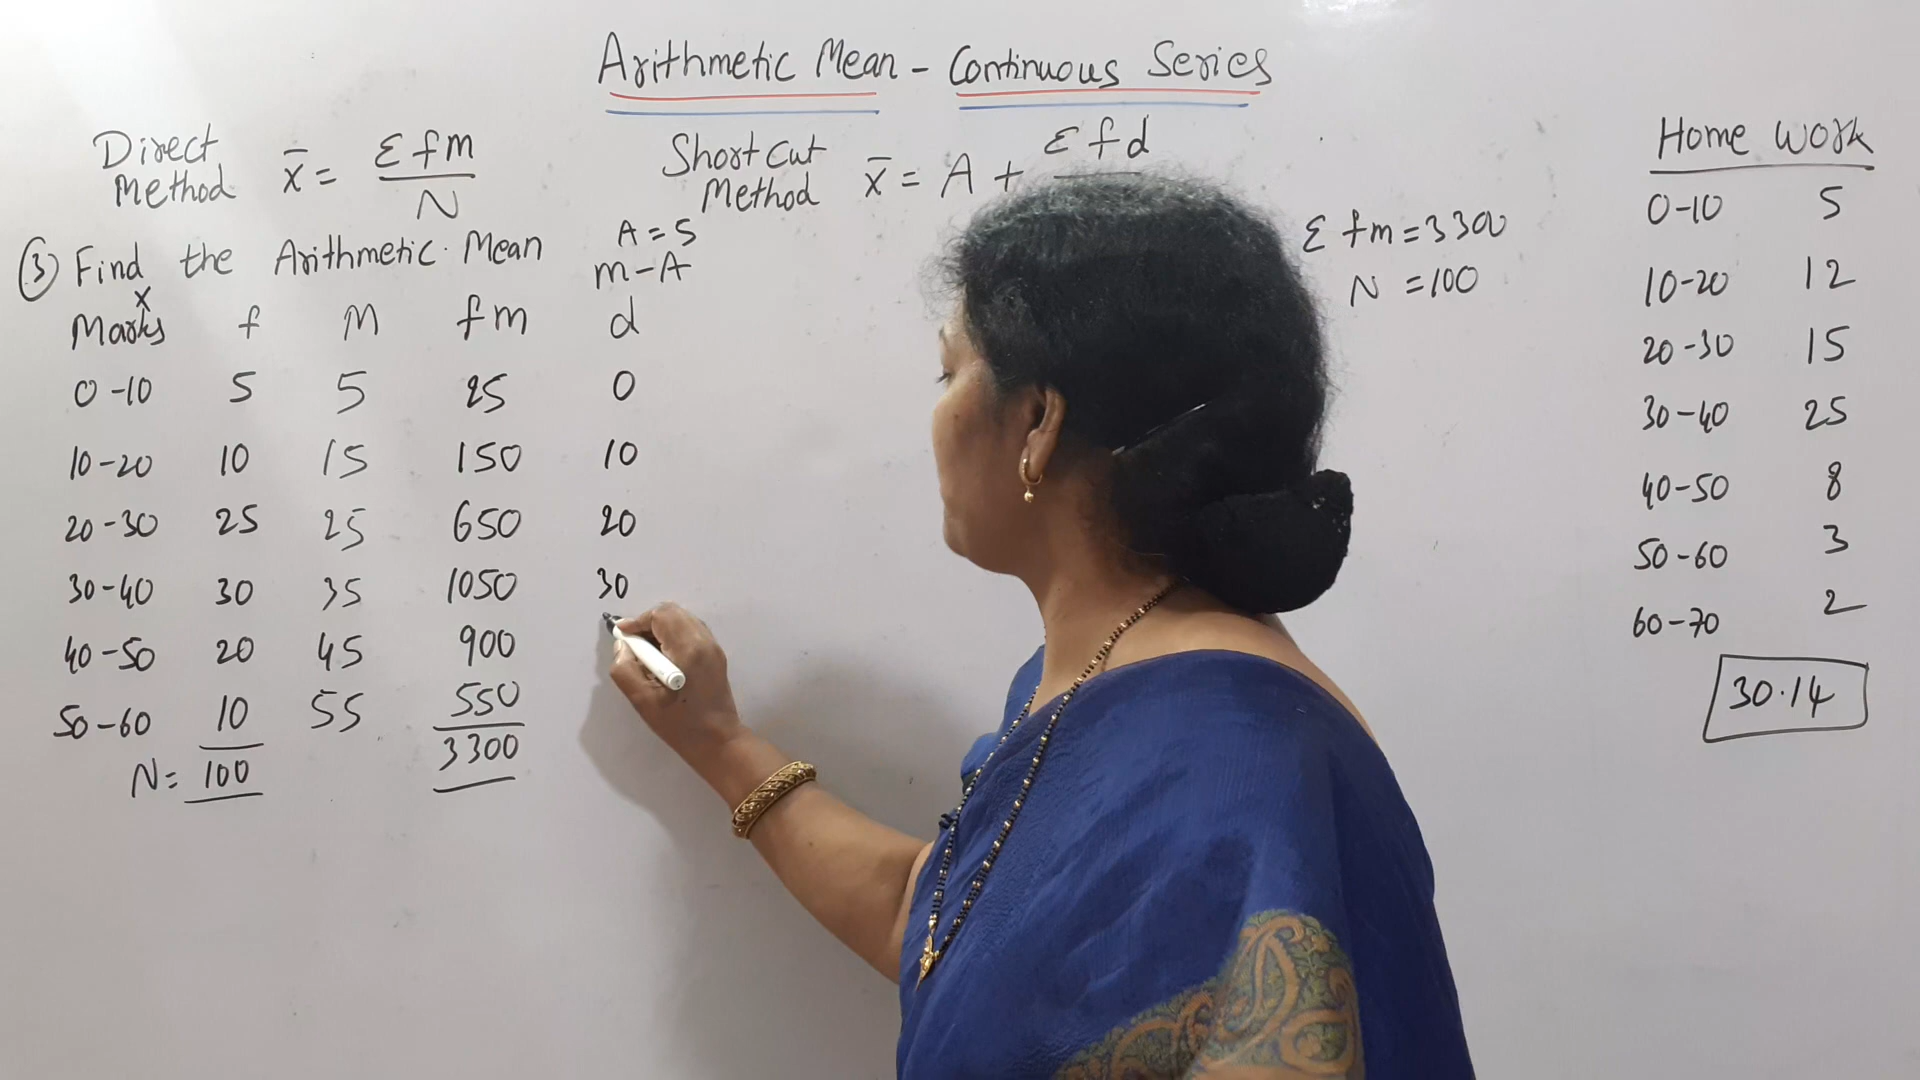 Arithmetic Mean - Continuous Series
Direct Method x̄ = Σfm / N
Short Cut Method x̄ = A + Σfd
③ Find the Arithmetic Mean
A = 5
m - A
x
Marks f M fm d
0-10 5 5 25 0
10-20 10 15 150 10
20-30 25 25 650 20
30-40 30 35 1050 30
40-50 20 45 900
50-60 10 55 550
N = 100 3300
Σfm = 3300
N = 100
Home Work
0-10 5
10-20 12
20-30 15
30-40 25
40-50 8
50-60 3
60-70 2
30.14